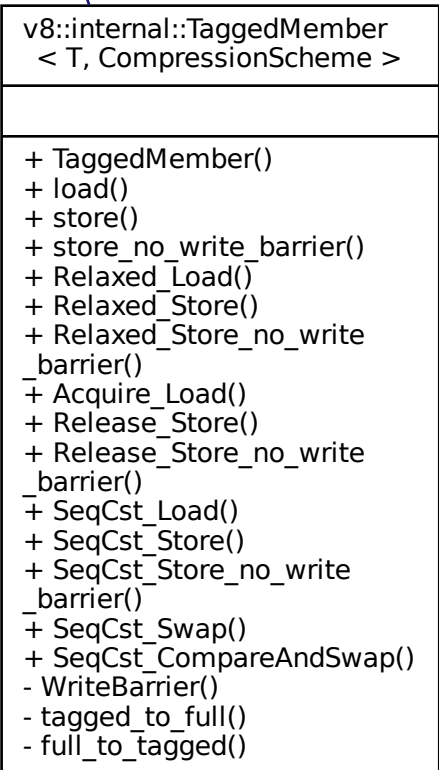 v8::internal::TaggedMember
< T, CompressionScheme >
+ TaggedMember()
+ load()
+ store()
+ store_no_write_barrier()
+ Relaxed_Load()
+ Relaxed_Store()
+ Relaxed_Store_no_write
_barrier()
+ Acquire_Load()
+ Release_Store()
+ Release_Store_no_write
_barrier()
+ SeqCst_Load()
+ SeqCst_Store()
+ SeqCst_Store_no_write
_barrier()
+ SeqCst_Swap()
+ SeqCst_CompareAndSwap()
- WriteBarrier()
- tagged_to_full()
- full_to_tagged()